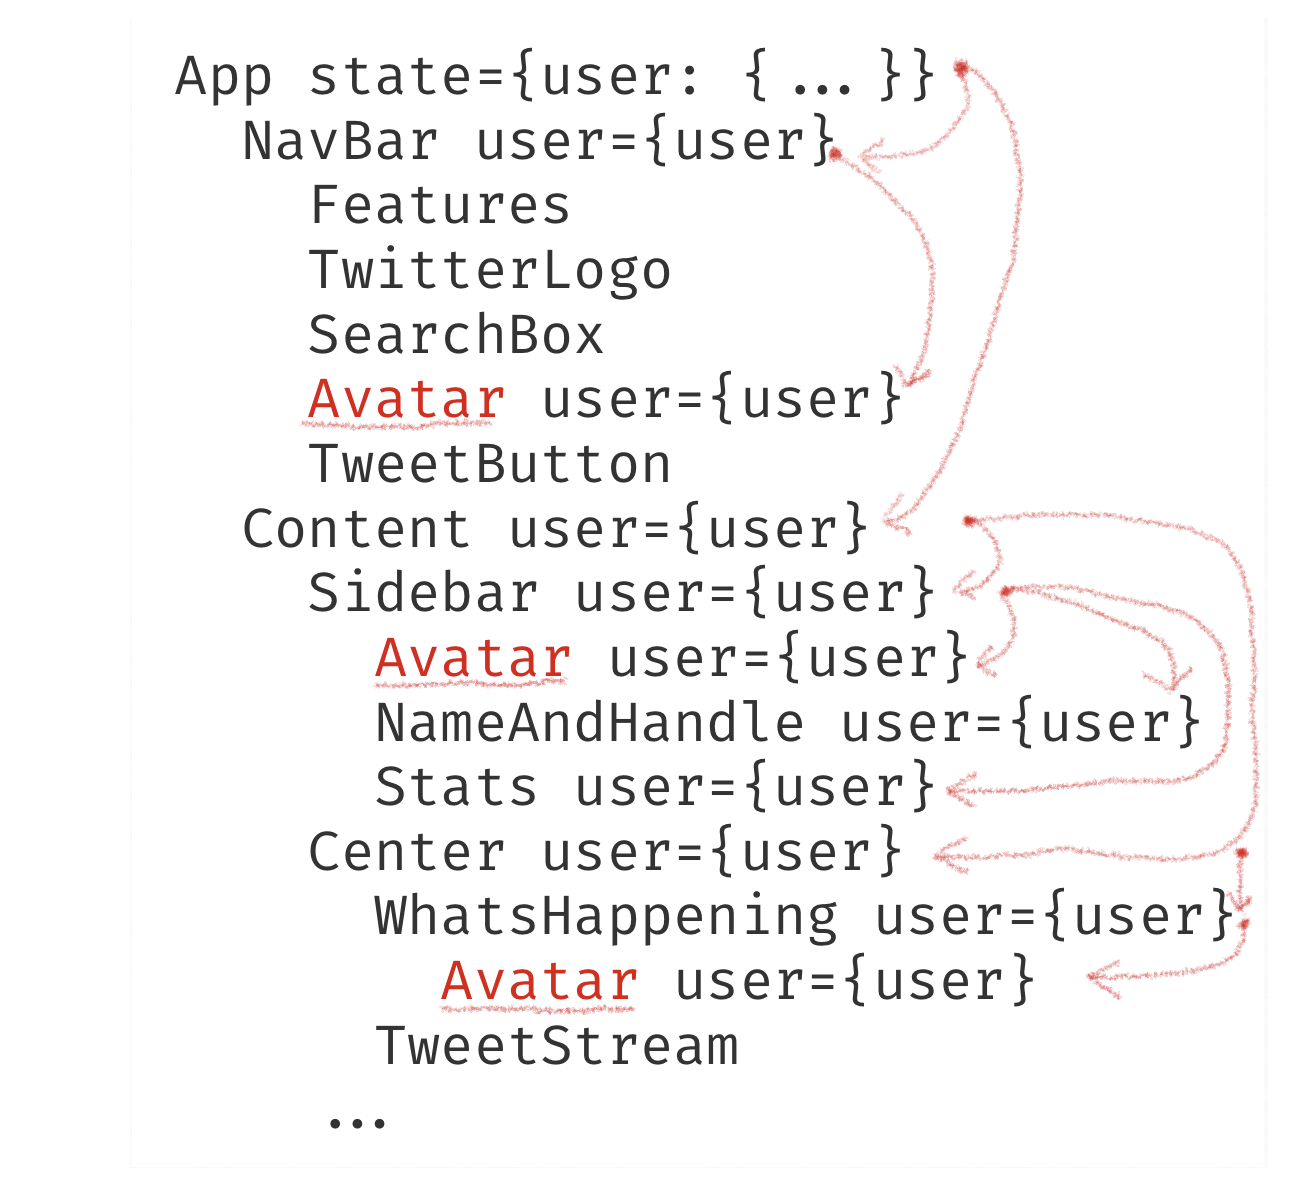 App state={user: { ... }}
NavBar user={user}
Features
TwitterLogo
SearchBox
Avatar user={user}
TweetButton
Content user={user}
Sidebar user={user}
Avatar user={user}
NameAndHandle user={user}
Stats user={user}
Center user={user}
WhatsHappening user={user}
Avatar user={user}
TweetStream
...